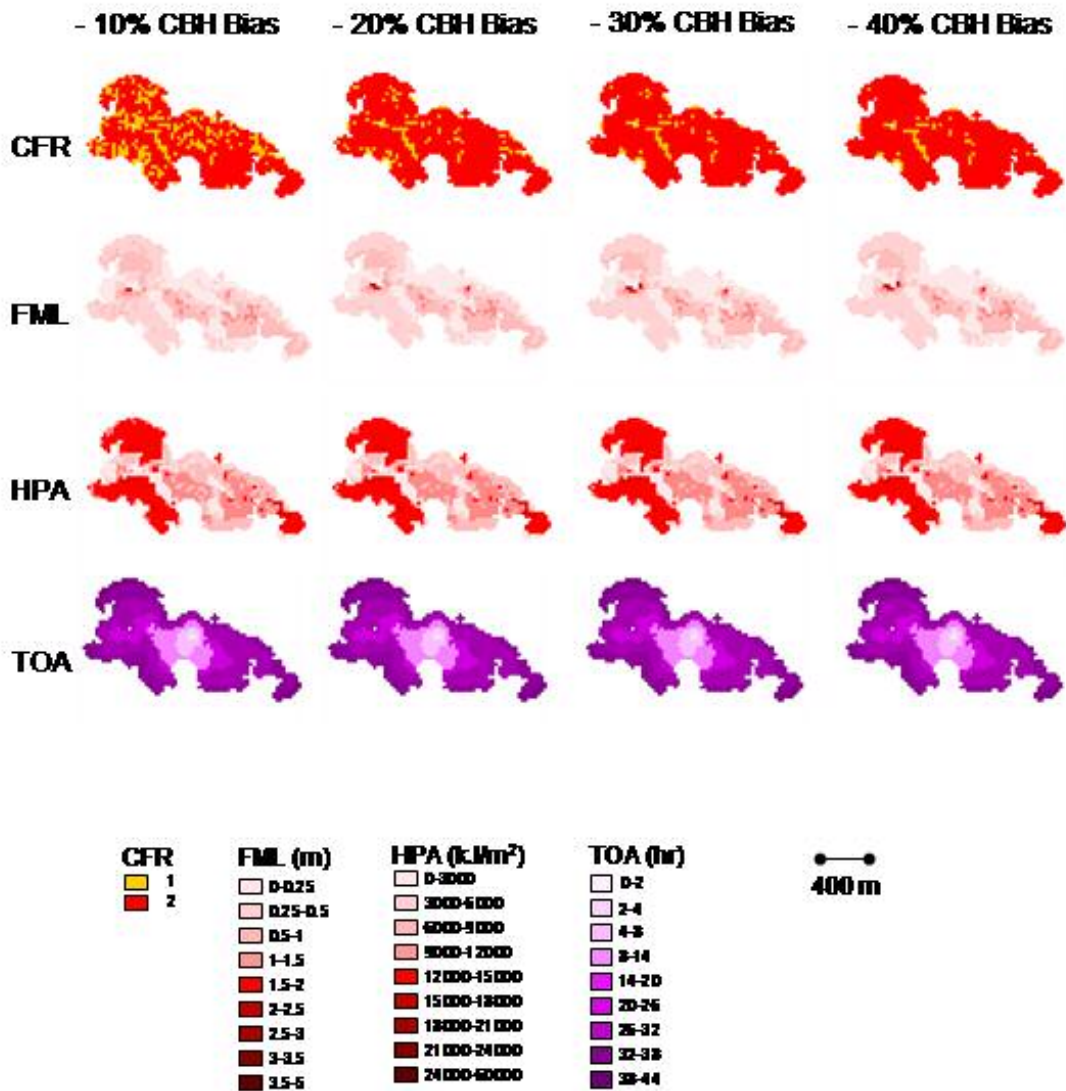 - 10% CBH Bias - 20% CBH Bias - 30% CBH Bias - 40% CBH Bias
CFR
FML
HPA
TOA
CFR FML (m) HPA (kJ/m²) TOA (hr)
1 0-0.25 0-3000 0-2
2 0.25-0.5 3000-6000 2-4
0.5-1 6000-9000 4-8
1-1.5 9000-12000 8-14
1.5-2 12000-15000 14-20
2-2.5 15000-18000 20-26
2.5-3 18000-21000 26-32
3-3.5 21000-24000 32-38
3.5-5 24000-60000 38-44
400 m